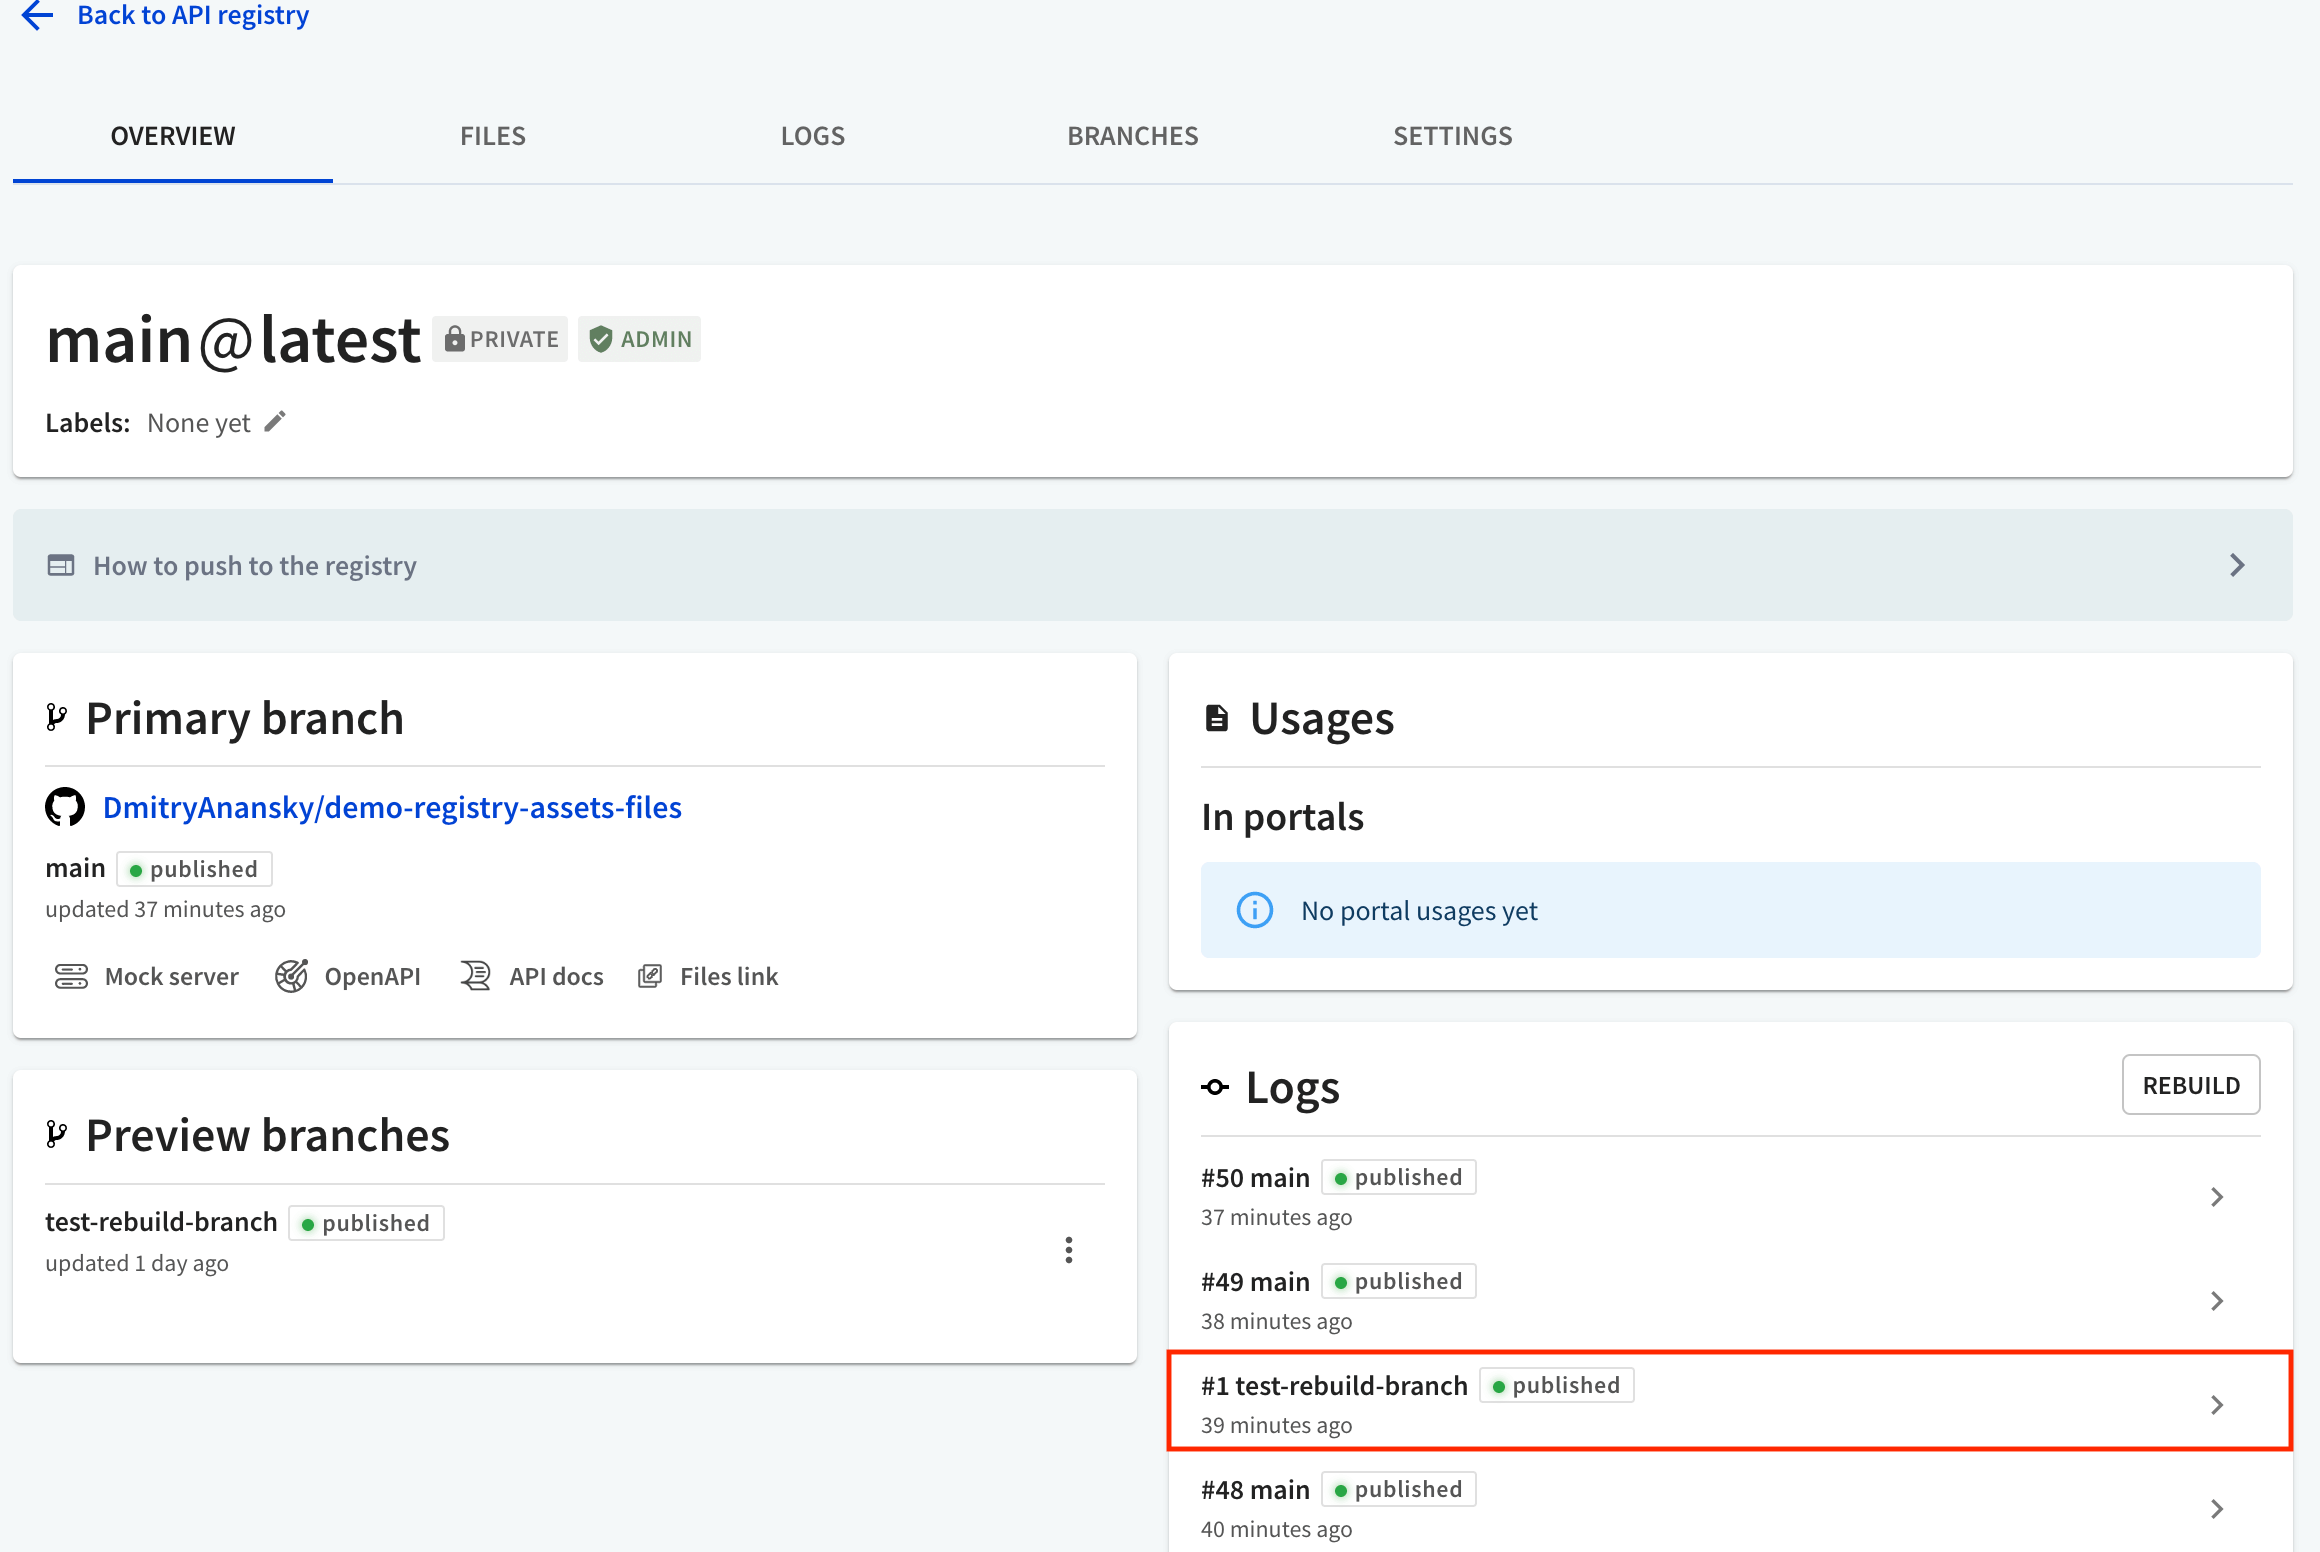 Back to API registry
OVERVIEW FILES LOGS BRANCHES SETTINGS
main@latest PRIVATE ADMIN
Labels: None yet
How to push to the registry
Primary branch
DmitryAnansky/demo-registry-assets-files
main published
updated 37 minutes ago
Mock server OpenAPI API docs Files link
Preview branches
test-rebuild-branch published
updated 1 day ago
Usages
In portals
No portal usages yet
Logs REBUILD
#50 main published
37 minutes ago
#49 main published
38 minutes ago
#1 test-rebuild-branch published
39 minutes ago
#48 main published
40 minutes ago